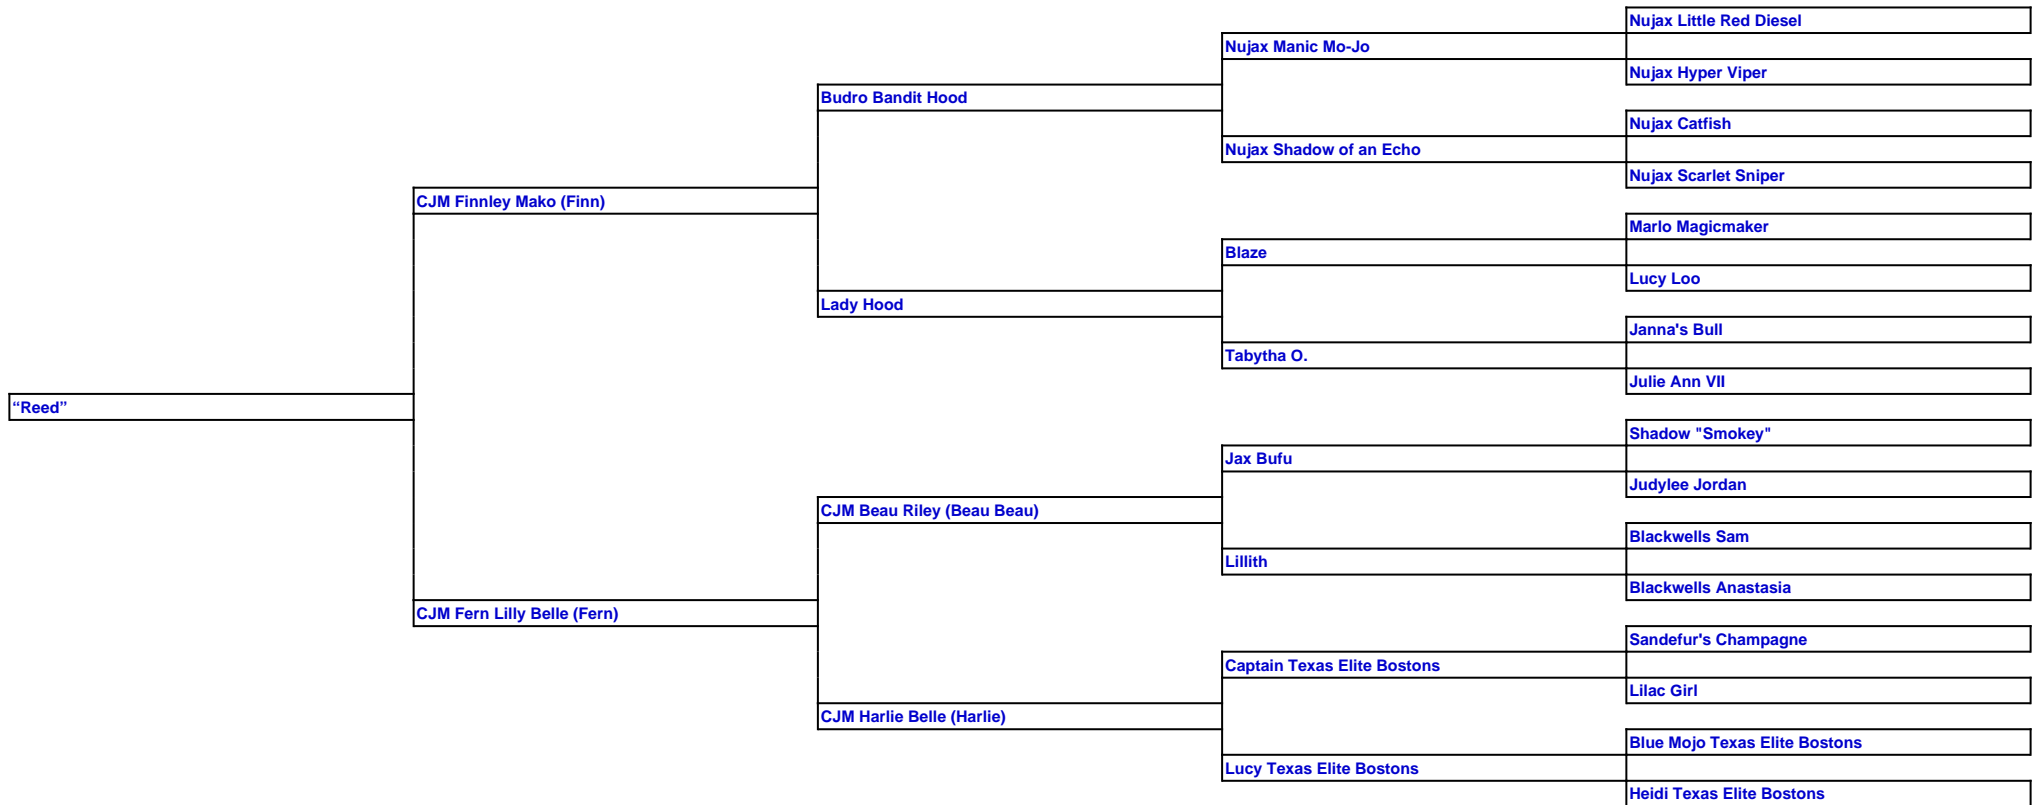 Nujax Little Red Diesel
Nujax Manic Mo-Jo
Nujax Hyper Viper
Budro Bandit Hood
Nujax Catfish
Nujax Shadow of an Echo
Nujax Scarlet Sniper
CJM Finnley Mako (Finn)
Marlo Magicmaker
Blaze
Lucy Loo
Lady Hood
Janna's Bull
Tabytha O.
Julie Ann VII
“Reed”
Shadow "Smokey"
Jax Bufu
Judylee Jordan
CJM Beau Riley (Beau Beau)
Blackwells Sam
Lillith
Blackwells Anastasia
CJM Fern Lilly Belle (Fern)
Sandefur's Champagne
Captain Texas Elite Bostons
Lilac Girl
CJM Harlie Belle (Harlie)
Blue Mojo Texas Elite Bostons
Lucy Texas Elite Bostons
Heidi Texas Elite Bostons